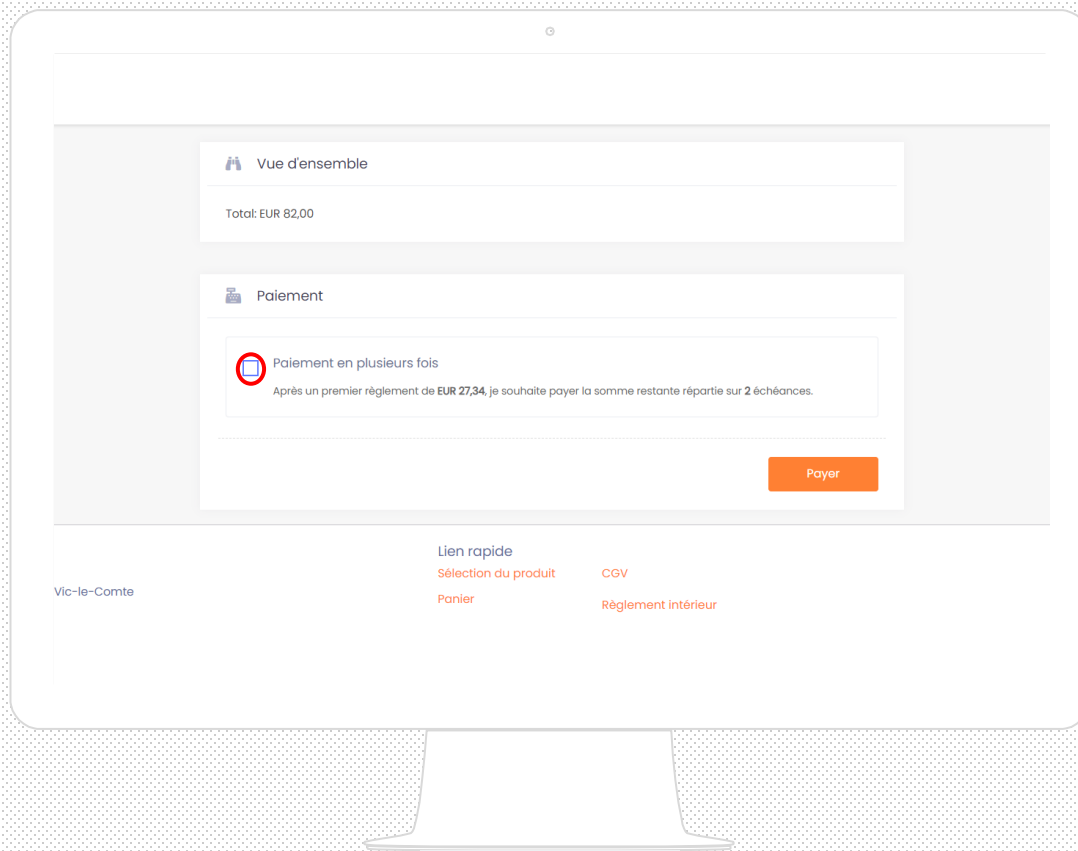 Vue d'ensemble
Total: EUR 82,00
Paiement
Paiement en plusieurs fois
Après un premier règlement de EUR 27,34, je souhaite payer la somme restante répartie sur 2 échéances.
Payer
Lien rapide
Sélection du produit
CGV
Vic-le-Comte
Panier
Règlement intérieur